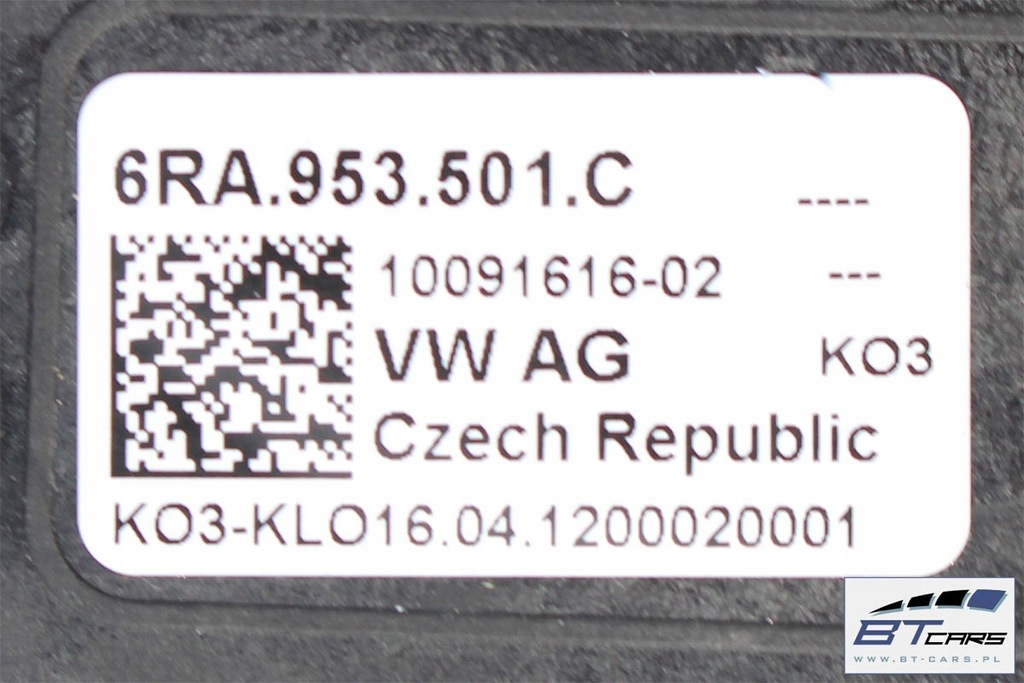 6RA.953.501.C ----
10091616-02 ---
VW AG KO3
Czech Republic
KO3-KLO16.04.1200020001
BT CARS
WWW.BT-CARS.PL